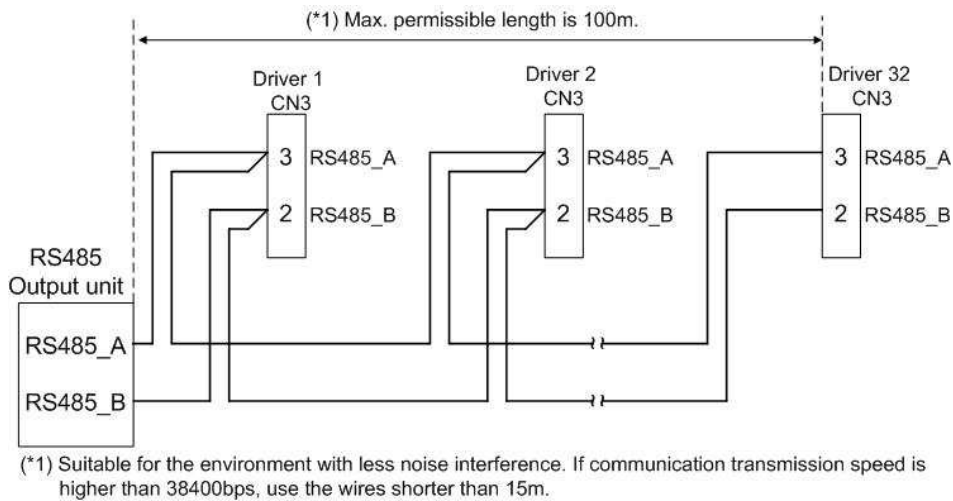 (*1) Max. permissible length is 100m.
Driver 1
CN3
Driver 2
CN3
Driver 32
CN3
3 RS485_A
3 RS485_A
3 RS485_A
2 RS485_B
2 RS485_B
2 RS485_B
RS485
Output unit
RS485_A
RS485_B
(*1) Suitable for the environment with less noise interference. If communication transmission speed is
higher than 38400bps, use the wires shorter than 15m.